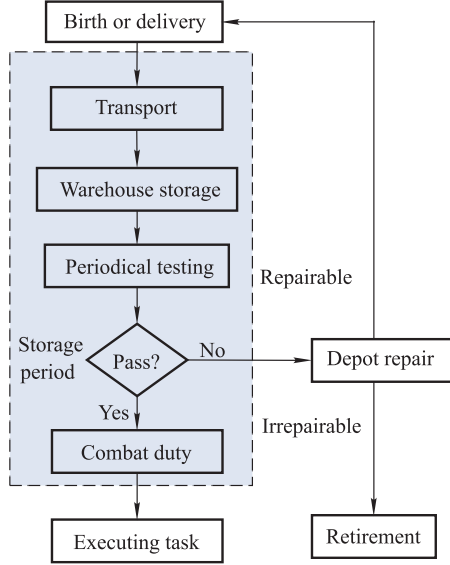 Birth or delivery
Transport
Warehouse storage
Periodical testing
Repairable
Storage
period
Pass?
No
Depot repair
Yes
Irrepairable
Combat duty
Executing task
Retirement